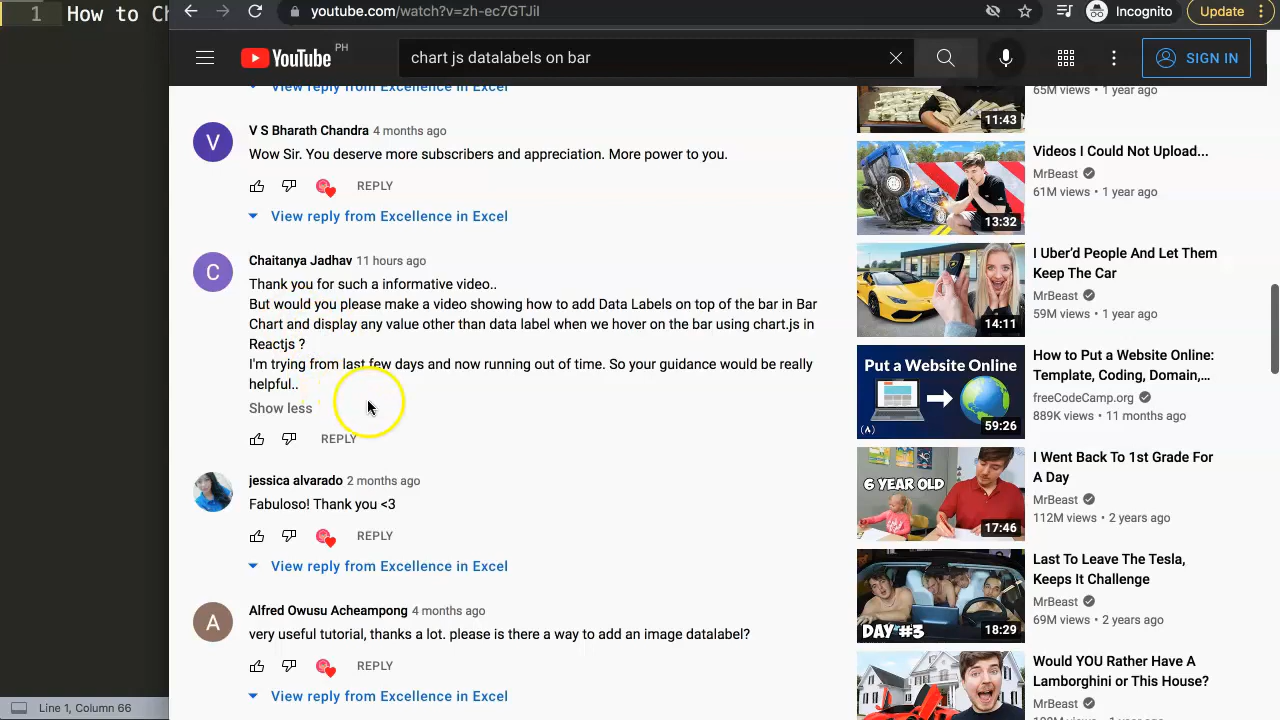 1 How to Ch
youtube.com/watch?v=zh-ec7GTJiI
Incognito
Update
YouTube PH
chart js datalabels on bar
SIGN IN
View reply from Excellence in Excel
V S Bharath Chandra 4 months ago
Wow Sir. You deserve more subscribers and appreciation. More power to you.
REPLY
View reply from Excellence in Excel
Chaitanya Jadhav 11 hours ago
Thank you for such a informative video..
But would you please make a video showing how to add Data Labels on top of the bar in Bar
Chart and display any value other than data label when we hover on the bar using chart.js in
Reactjs ?
I'm trying from last few days and now running out of time. So your guidance would be really
helpful..
Show less
REPLY
jessica alvarado 2 months ago
Fabuloso! Thank you <3
REPLY
View reply from Excellence in Excel
Alfred Owusu Acheampong 4 months ago
very useful tutorial, thanks a lot. please is there a way to add an image datalabel?
REPLY
View reply from Excellence in Excel
11:43
65M views • 1 year ago
13:32
Videos I Could Not Upload...
MrBeast
61M views • 1 year ago
14:11
I Uber'd People And Let Them
Keep The Car
MrBeast
59M views • 1 year ago
Put a Website Online
(A)
59:26
How to Put a Website Online:
Template, Coding, Domain,...
freeCodeCamp.org
889K views • 11 months ago
6 YEAR OLD
17:46
I Went Back To 1st Grade For
A Day
MrBeast
112M views • 2 years ago
DAY #3
18:29
Last To Leave The Tesla,
Keeps It Challenge
MrBeast
69M views • 2 years ago
Would YOU Rather Have A
Lamborghini or This House?
MrBeast
Line 1, Column 66